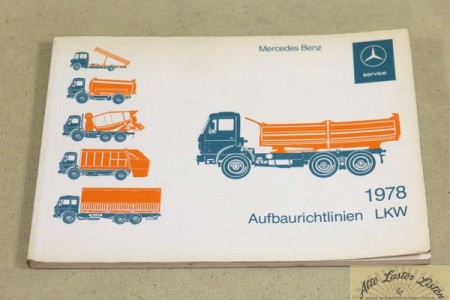 Mercedes Benz
service
1978
Aufbaurichtlinien LKW
Alte Laster Listen
&